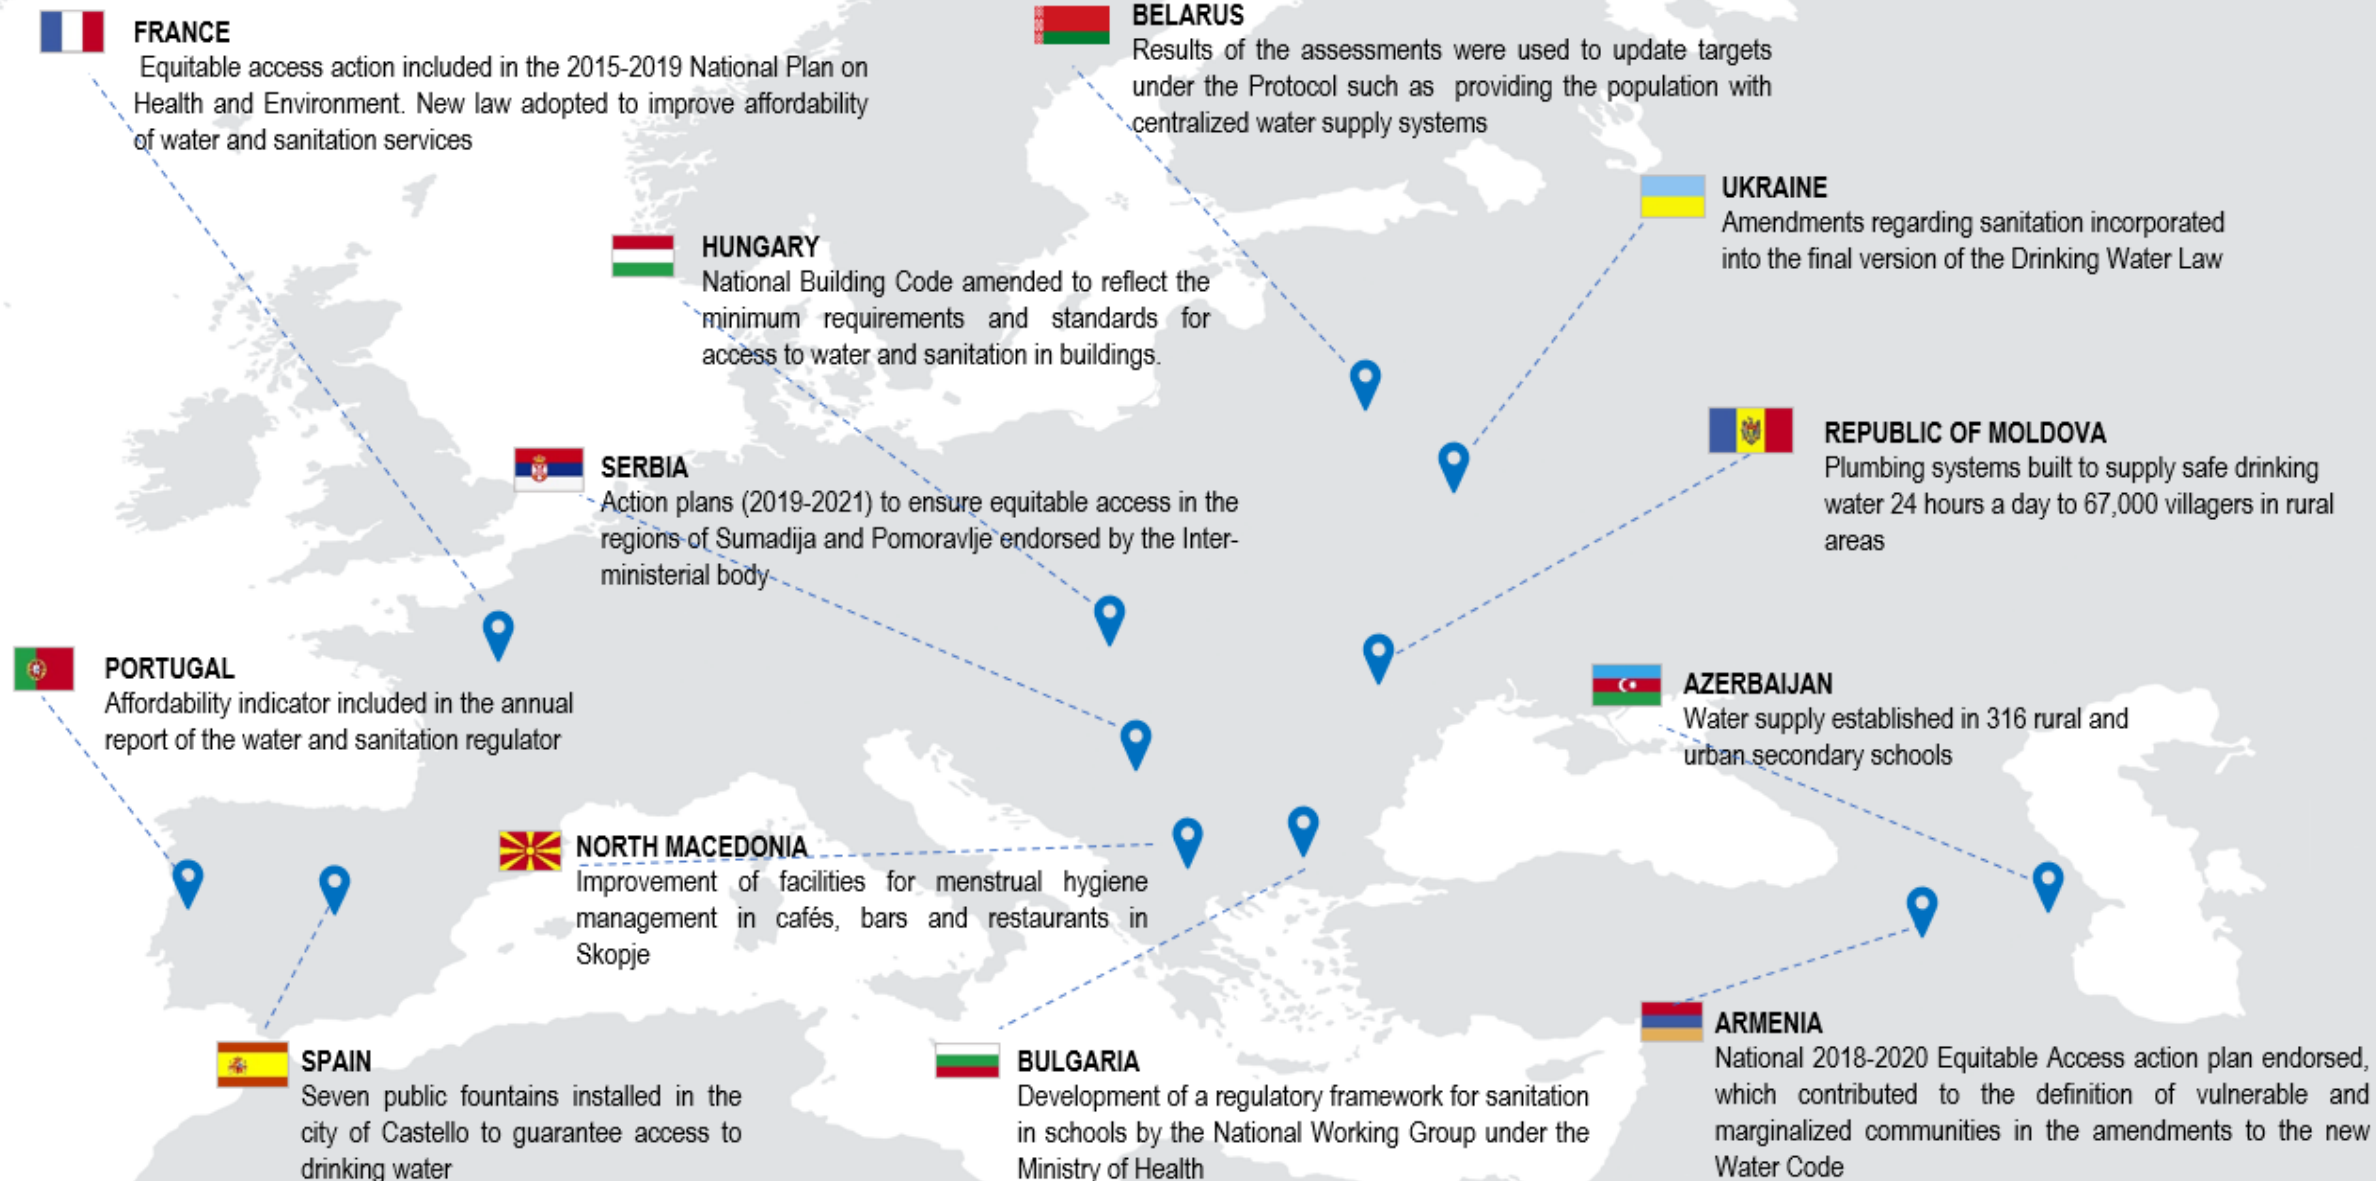 FRANCE
Equitable access action included in the 2015-2019 National Plan on
Health and Environment. New law adopted to improve affordability
of water and sanitation services
BELARUS
Results of the assessments were used to update targets
under the Protocol such as providing the population with
centralized water supply systems
UKRAINE
Amendments regarding sanitation incorporated
into the final version of the Drinking Water Law
HUNGARY
National Building Code amended to reflect the
minimum requirements and standards for
access to water and sanitation in buildings.
REPUBLIC OF MOLDOVA
Plumbing systems built to supply safe drinking
water 24 hours a day to 67,000 villagers in rural
areas
SERBIA
Action plans (2019-2021) to ensure equitable access in the
regions of Sumadija and Pomoravlje endorsed by the Inter-
ministerial body
PORTUGAL
Affordability indicator included in the annual
report of the water and sanitation regulator
AZERBAIJAN
Water supply established in 316 rural and
urban secondary schools
NORTH MACEDONIA
Improvement of facilities for menstrual hygiene
management in cafés, bars and restaurants in
Skopje
SPAIN
Seven public fountains installed in the
city of Castello to guarantee access to
drinking water
BULGARIA
Development of a regulatory framework for sanitation
in schools by the National Working Group under the
Ministry of Health
ARMENIA
National 2018-2020 Equitable Access action plan endorsed,
which contributed to the definition of vulnerable and
marginalized communities in the amendments to the new
Water Code